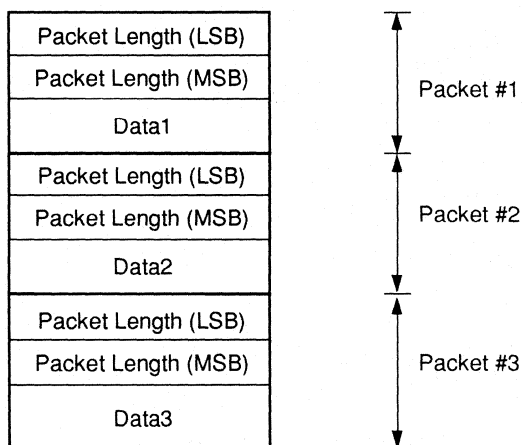 Packet Length (LSB)
Packet Length (MSB)
Data1
Packet #1
Packet Length (LSB)
Packet Length (MSB)
Data2
Packet #2
Packet Length (LSB)
Packet Length (MSB)
Data3
Packet #3